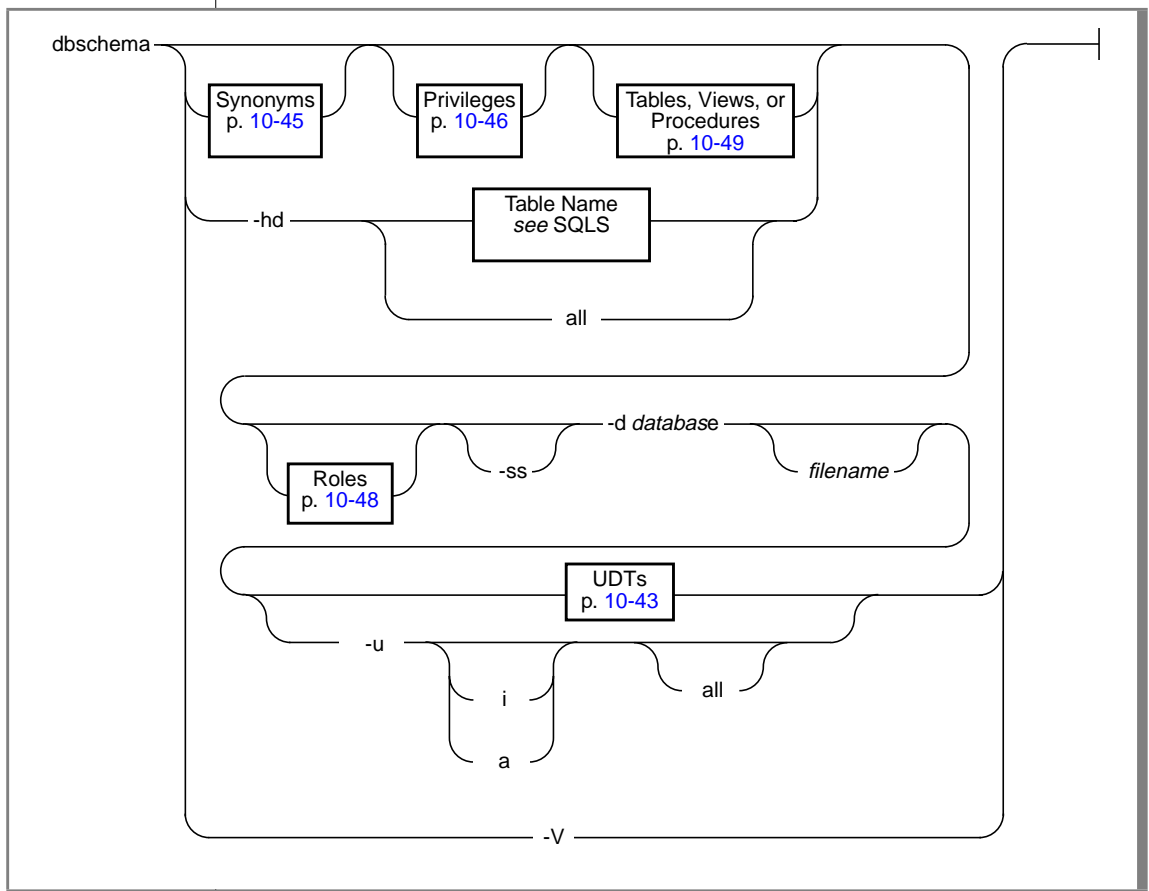 dbschema
Synonyms
p. 10-45
Privileges
p. 10-46
Tables, Views, or
Procedures
p. 10-49
-hd
Table Name
see SQLS
all
Roles
p. 10-48
-ss
-d database
filename
UDTs
p. 10-43
-u
i
all
a
-V